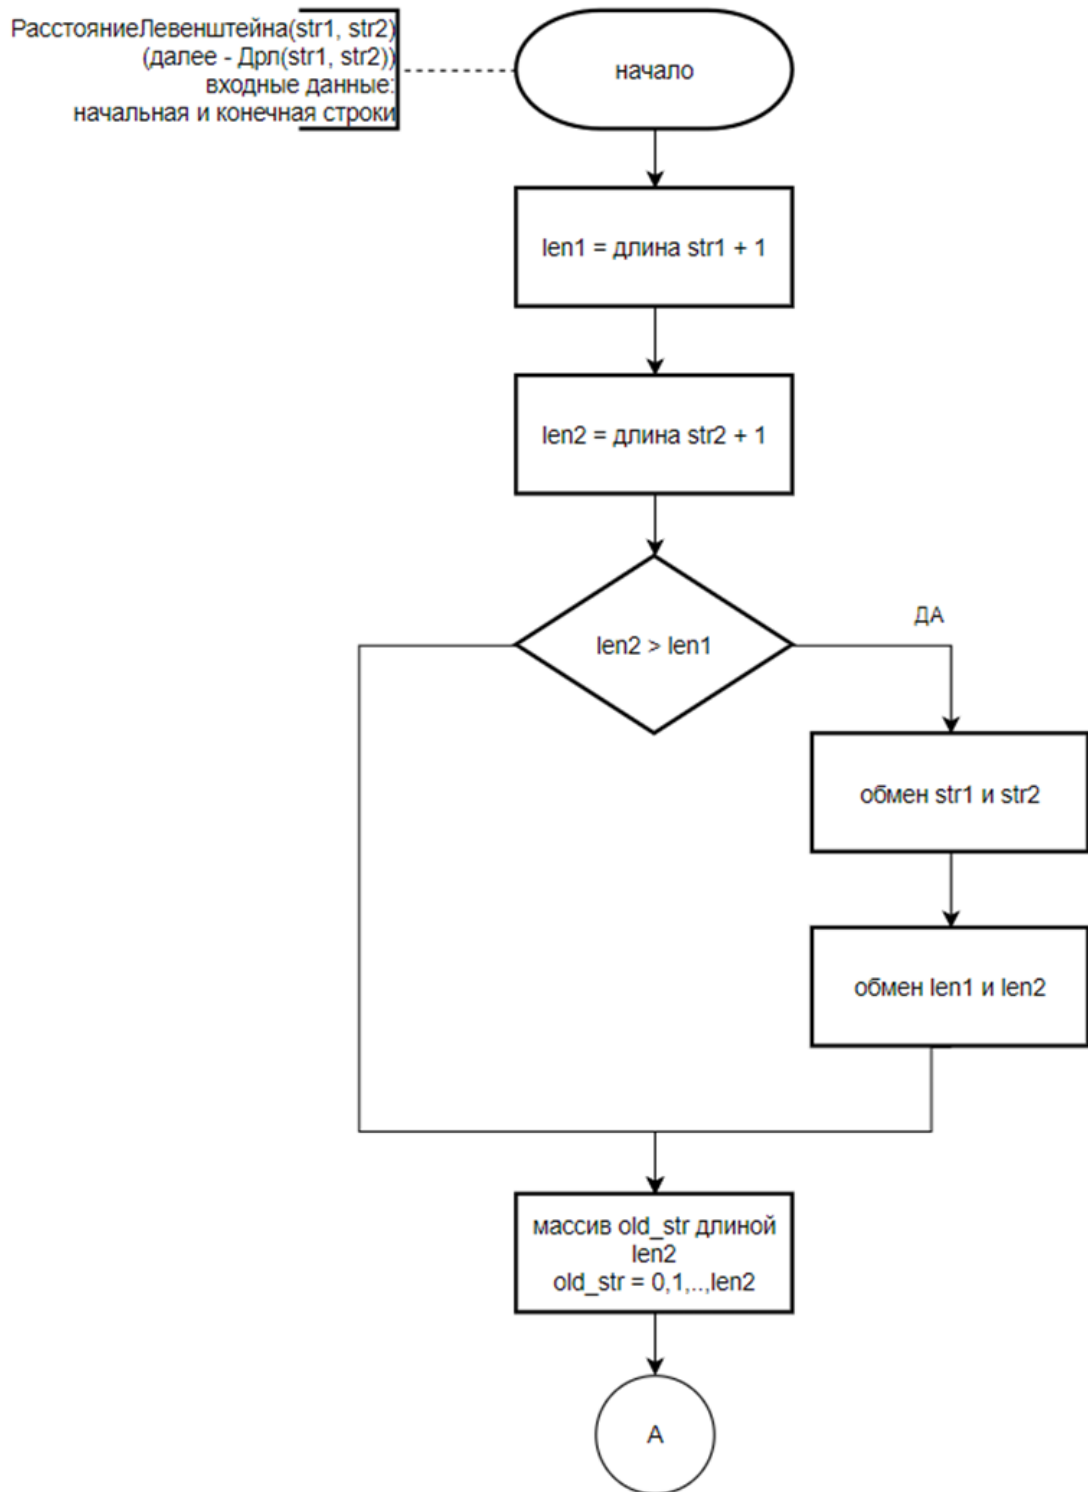 РасстояниеЛевенштейна(str1, str2)
(далее - Дрл(str1, str2))
входные данные:
начальная и конечная строки
начало
len1 = длина str1 + 1
len2 = длина str2 + 1
len2 > len1
ДА
обмен str1 и str2
обмен len1 и len2
массив old_str длиной
len2
old_str = 0,1,..,len2
А